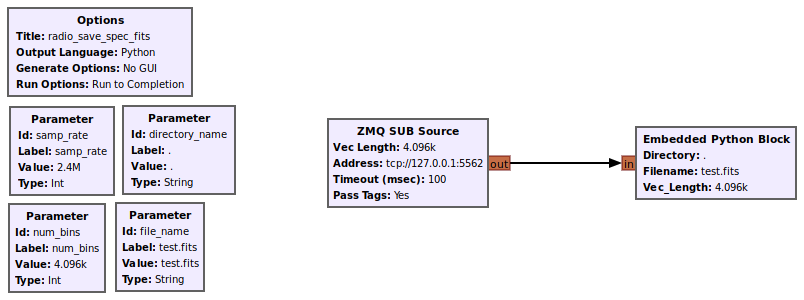 Options
Title: radio_save_spec_fits
Output Language: Python
Generate Options: No GUI
Run Options: Run to Completion
Parameter
Id: samp_rate
Label: samp_rate
Value: 2.4M
Type: Int
Parameter
Id: directory_name
Label: .
Value: .
Type: String
Parameter
Id: num_bins
Label: num_bins
Value: 4.096k
Type: Int
Parameter
Id: file_name
Label: test.fits
Value: test.fits
Type: String
ZMQ SUB Source
Vec Length: 4.096k
Address: tcp://127.0.0.1:5562
Timeout (msec): 100
Pass Tags: Yes
out
in
Embedded Python Block
Directory: .
Filename: test.fits
Vec_Length: 4.096k